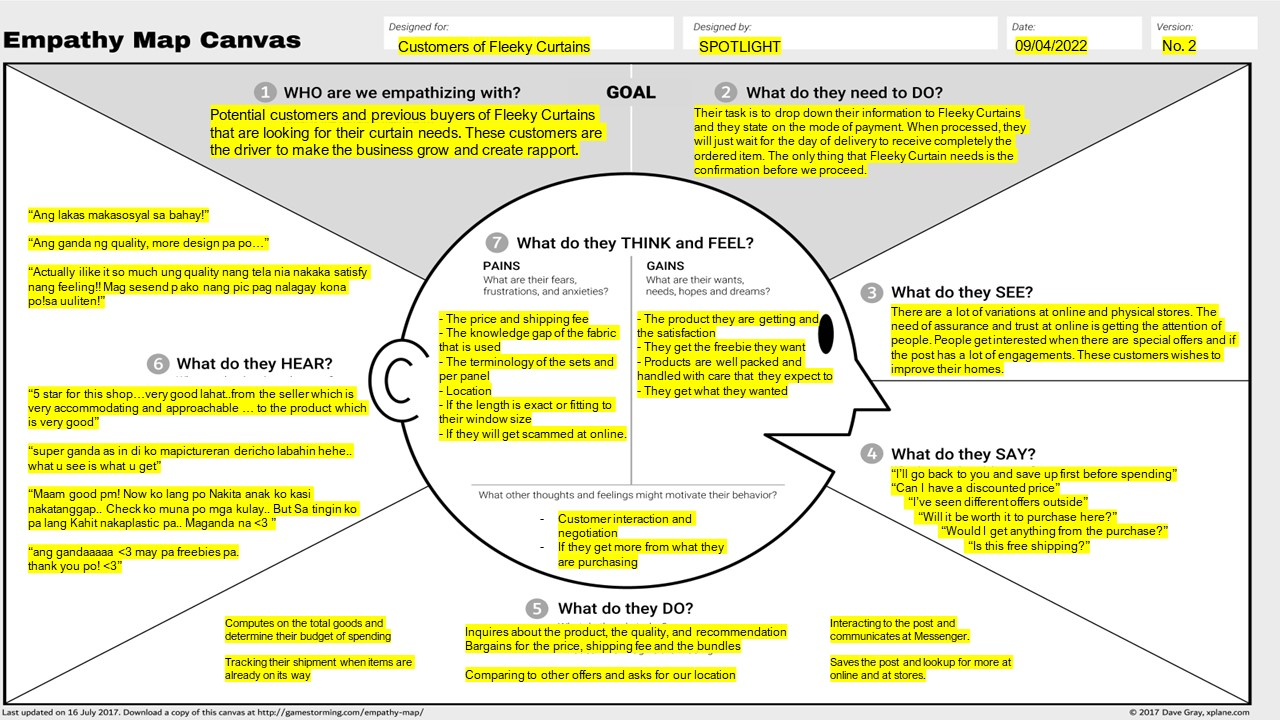 Empathy Map Canvas
Designed for:
Customers of Fleeky Curtains
Designed by:
SPOTLIGHT
Date:
09/04/2022
Version:
No. 2
1 WHO are we empathizing with?
Potential customers and previous buyers of Fleeky Curtains
that are looking for their curtain needs. These customers are
the driver to make the business grow and create rapport.
GOAL
2 What do they need to DO?
Their task is to drop down their information to Fleeky Curtains
and they state on the mode of payment. When processed, they
will just wait for the day of delivery to receive completely the
ordered item. The only thing that Fleeky Curtain needs is the
confirmation before we proceed.
3 What do they SEE?
There are a lot of variations at online and physical stores. The
need of assurance and trust at online is getting the attention of
people. People get interested when there are special offers and if
the post has a lot of engagements. These customers wishes to
improve their homes.
4 What do they SAY?
“I’ll go back to you and save up first before spending”
“Can I have a discounted price”
“I’ve seen different offers outside”
“Will it be worth it to purchase here?”
“Would I get anything from the purchase?”
“Is this free shipping?”
5 What do they DO?
Computes on the total goods and
determine their budget of spending
Tracking their shipment when items are
already on its way
Inquires about the product, the quality, and recommendation
Bargains for the price, shipping fee and the bundles
Comparing to other offers and asks for our location
Interacting to the post and
communicates at Messenger.
Saves the post and lookup for more at
online and at stores.
“Ang lakas makasosyal sa bahay!”
“Ang ganda ng quality, more design pa po…”
“Actually ilike it so much ung quality nang tela nia nakaka satisfy
nang feeling!! Mag sesend p ako nang pic pag nalagay kona
po!sa uuliten!”
6 What do they HEAR?
“5 star for this shop…very good lahat..from the seller which is
very accommodating and approachable … to the product which
is very good”
“super ganda as in di ko mapictureran dericho labahin hehe..
what u see is what u get”
“Maam good pm! Now ko lang po Nakita anak ko kasi
nakatanggap.. Check ko muna po mga kulay.. But Sa tingin ko
pa lang Kahit nakaplastic pa.. Maganda na <3 ”
“ang gandaaaaa <3 may pa freebies pa.
thank you po! <3”
7 What do they THINK and FEEL?
PAINS
What are their fears,
frustrations, and anxieties?
- The price and shipping fee
- The knowledge gap of the fabric
that is used
- The terminology of the sets and
per panel
- Location
- If the length is exact or fitting to
their window size
- If they will get scammed at online.
GAINS
What are their wants,
needs, hopes and dreams?
- The product they are getting and
the satisfaction
- They get the freebie they want
- Products are well packed and
handled with care that they expect to
- They get what they wanted
What other thoughts and feelings might motivate their behavior?
- Customer interaction and
negotiation
- If they get more from what they
are purchasing
Last updated on 16 July 2017. Download a copy of this canvas at http://gamestorming.com/empathy-map/
© 2017 Dave Gray, xplane.com